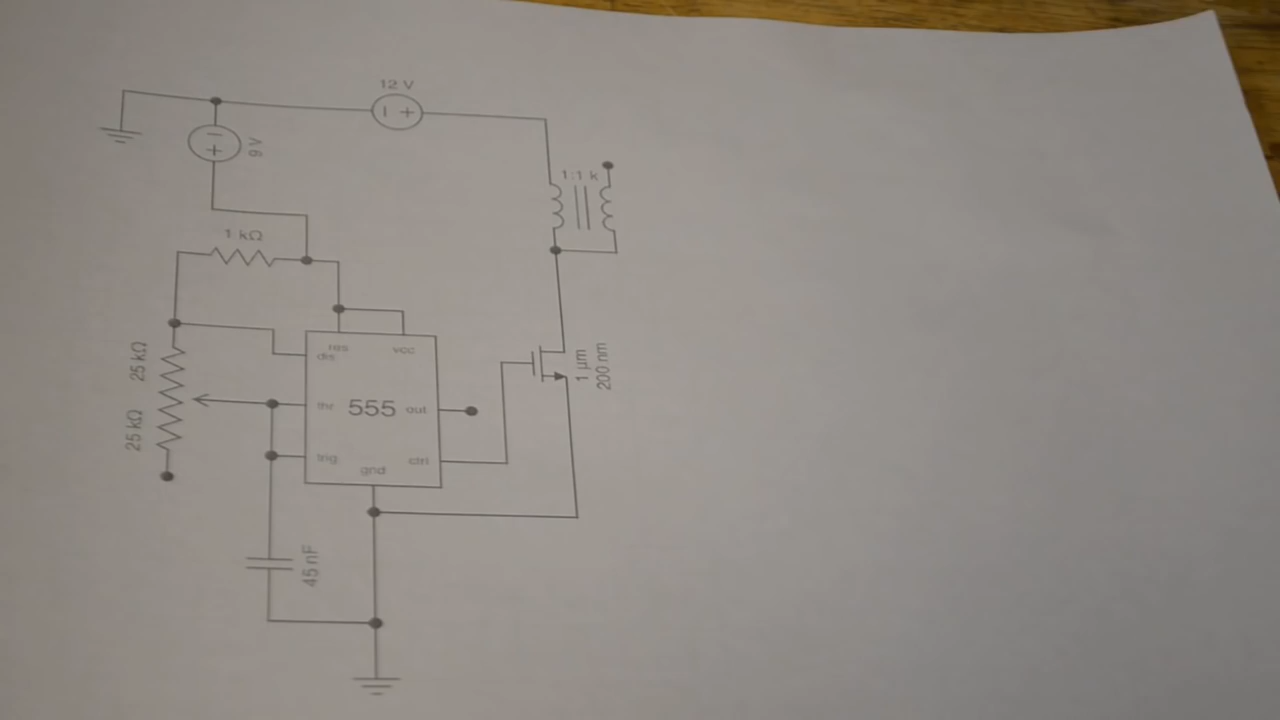 12 V
9 V
1:1 k
1 kΩ
res
vcc
dis
25 kΩ
25 kΩ
thr
555
out
1 µm
200 nm
trig
gnd
ctrl
45 nF